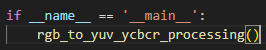 if __name__ == '__main__':
    rgb_to_yuv_ycbcr_processing()